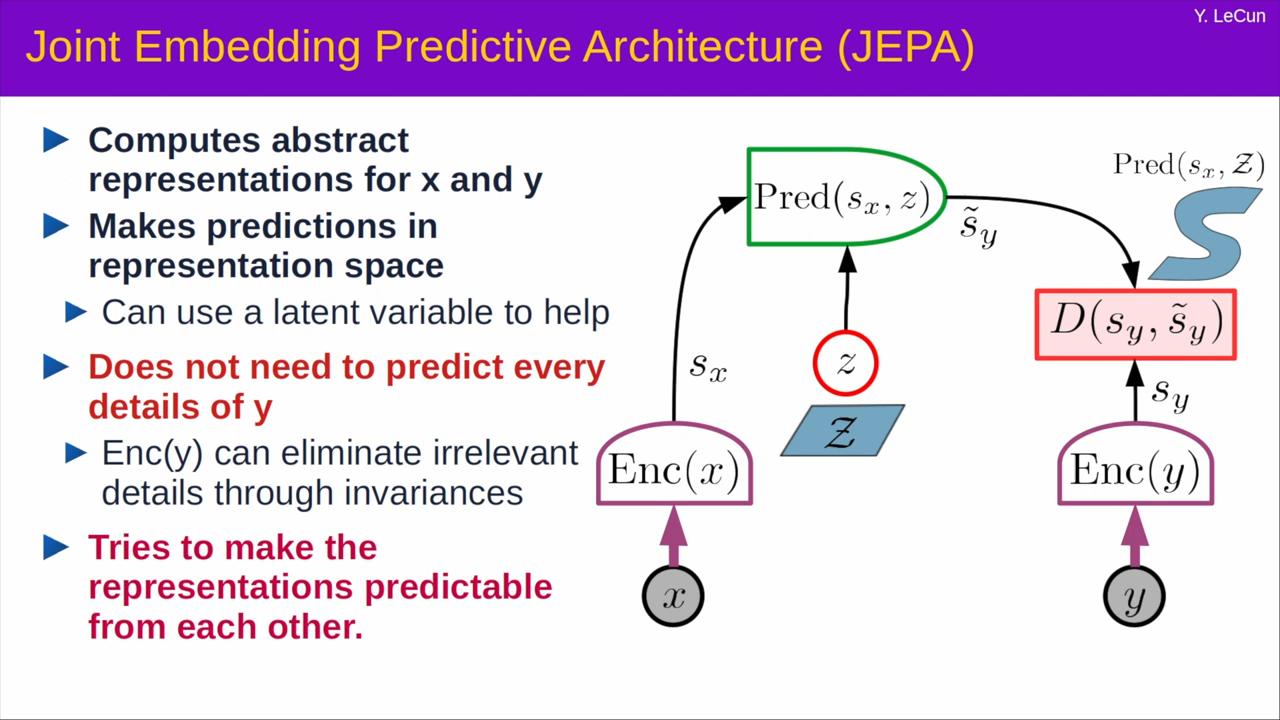 Y. LeCun
Joint Embedding Predictive Architecture (JEPA)
Computes abstract
representations for x and y
Makes predictions in
representation space
Can use a latent variable to help
Does not need to predict every
details of y
Enc(y) can eliminate irrelevant
details through invariances
Tries to make the
representations predictable
from each other.
Pred(s_x, 𝒵)
Pred(s_x, z)
s̃_y
D(s_y, s̃_y)
z
s_x
s_y
𝒵
Enc(x)
Enc(y)
x
y